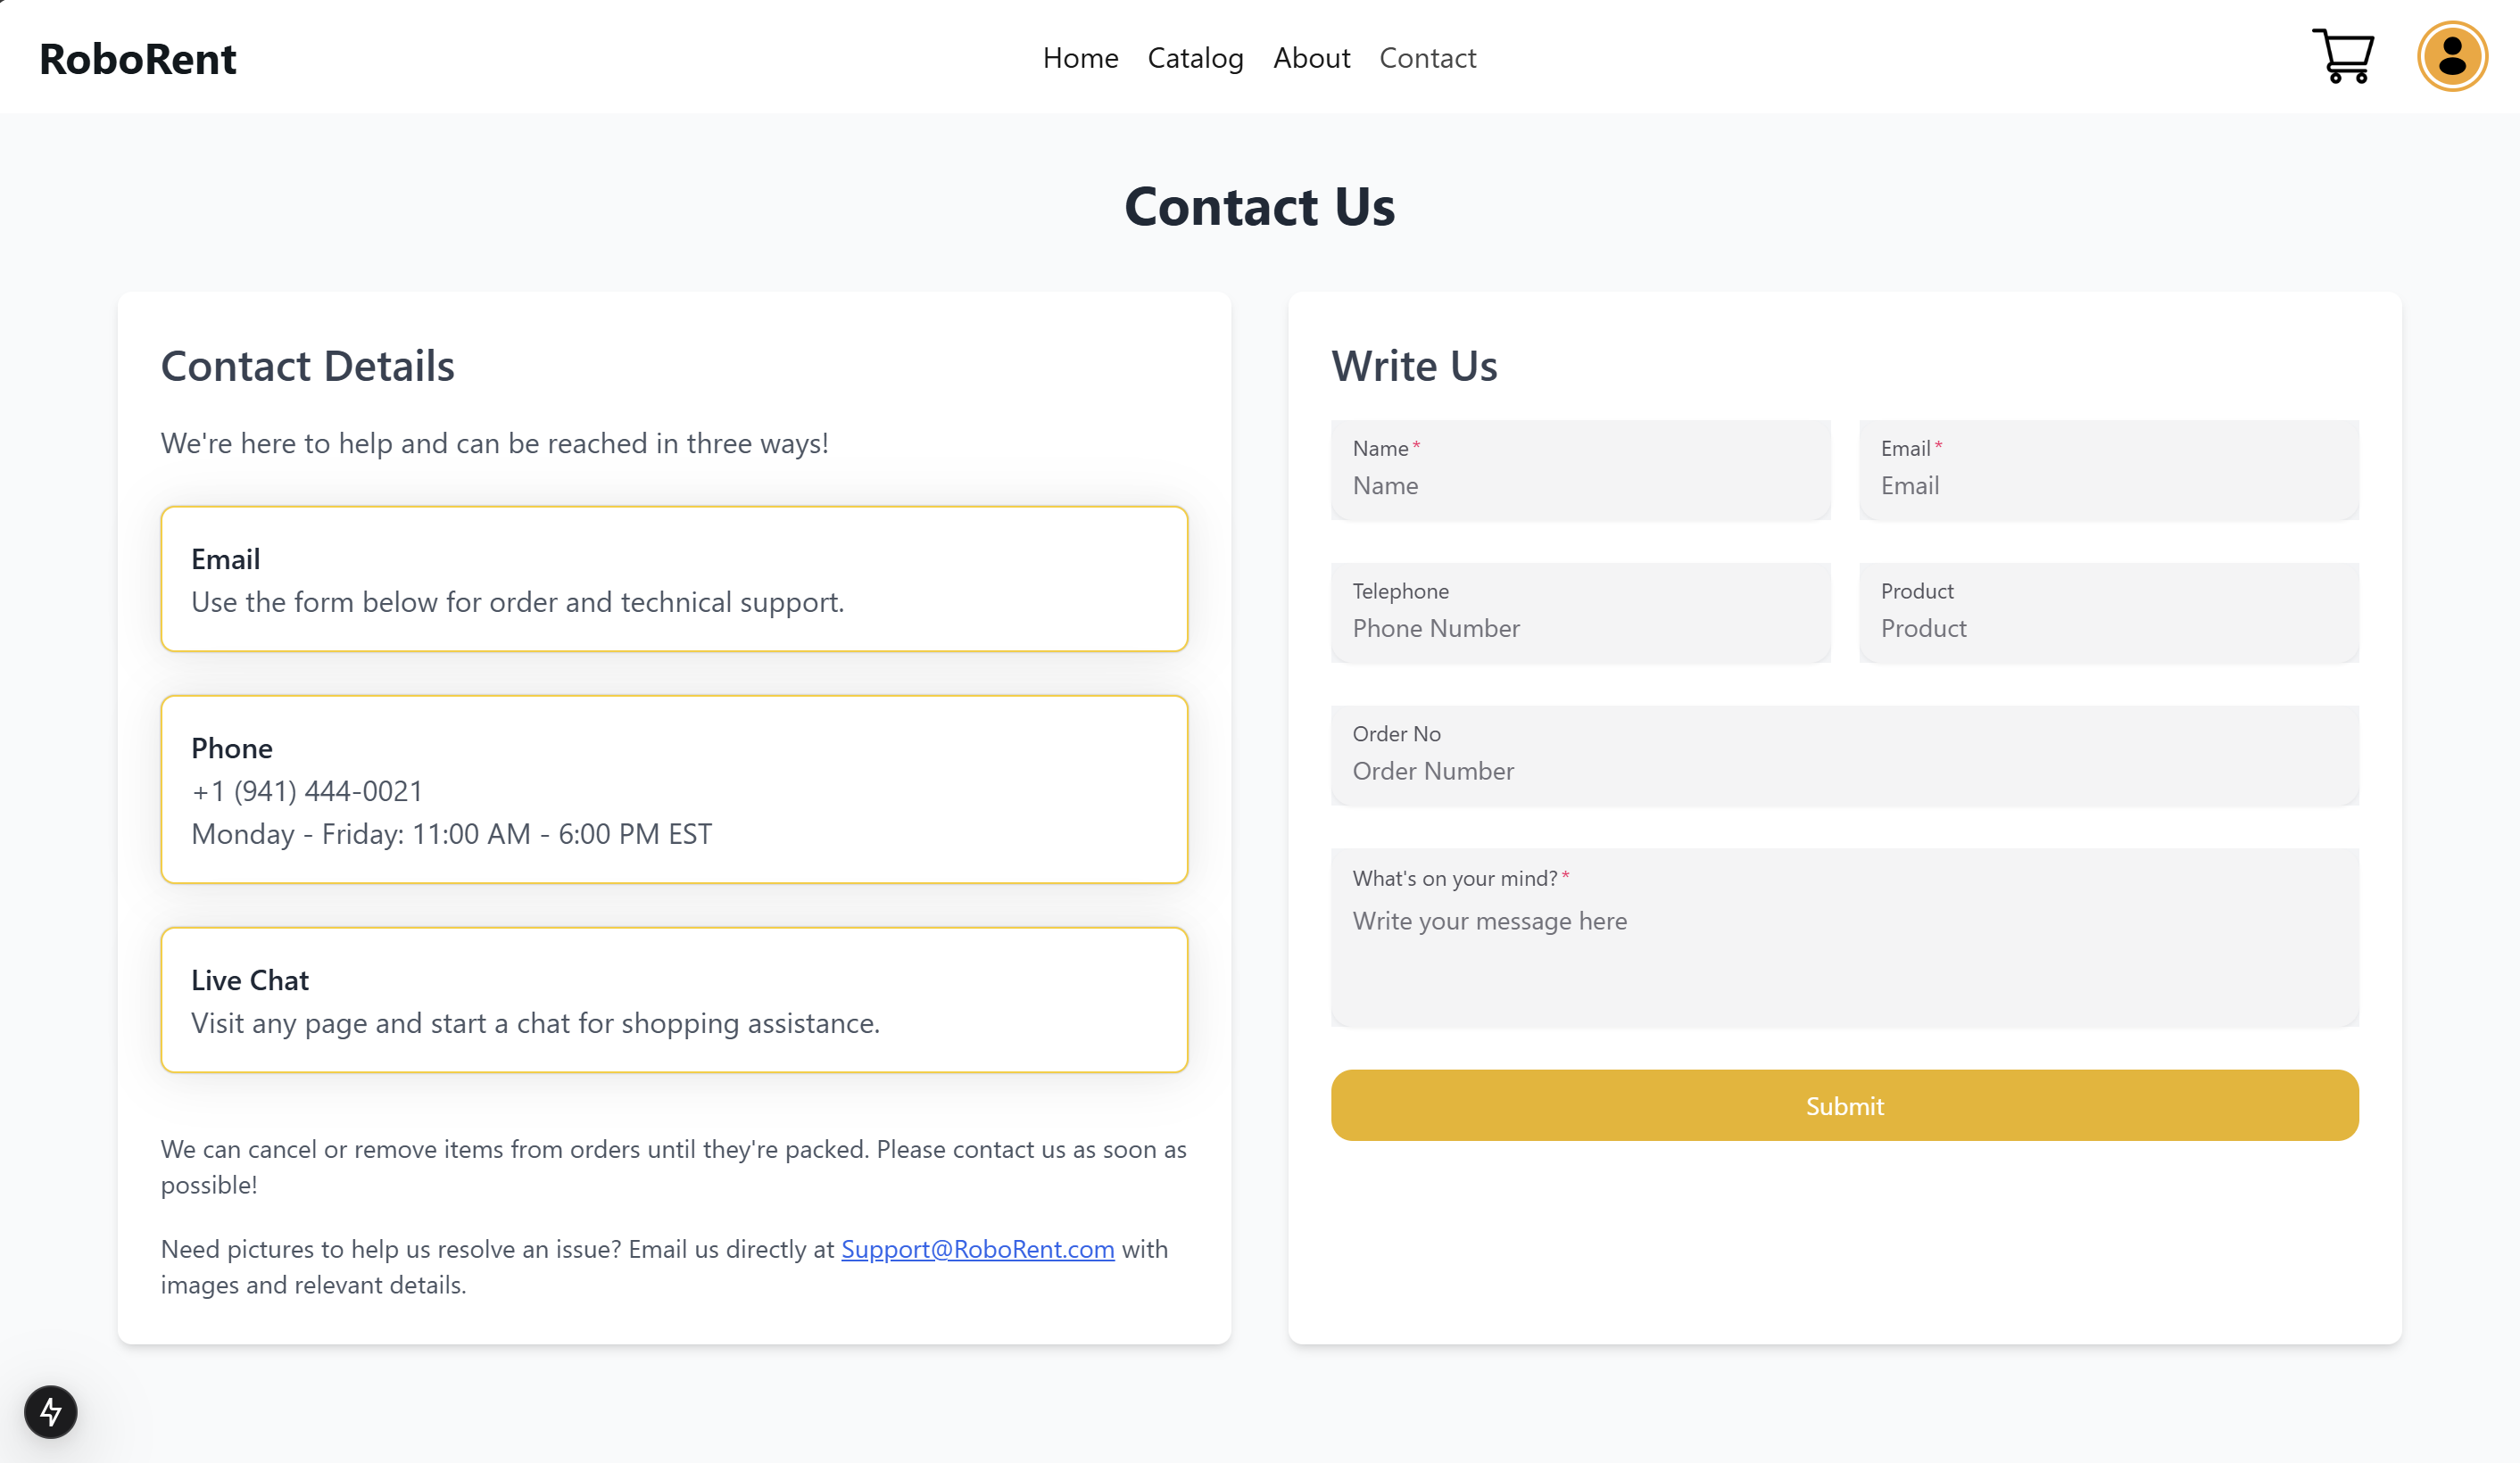 RoboRent
Home Catalog About Contact
Contact Us
Contact Details
We're here to help and can be reached in three ways!
Email
Use the form below for order and technical support.
Phone
+1 (941) 444-0021
Monday - Friday: 11:00 AM - 6:00 PM EST
Live Chat
Visit any page and start a chat for shopping assistance.
We can cancel or remove items from orders until they're packed. Please contact us as soon as
possible!
Need pictures to help us resolve an issue? Email us directly at Support@RoboRent.com with
images and relevant details.
Write Us
Name*
Name
Email*
Email
Telephone
Phone Number
Product
Product
Order No
Order Number
What's on your mind?*
Write your message here
Submit